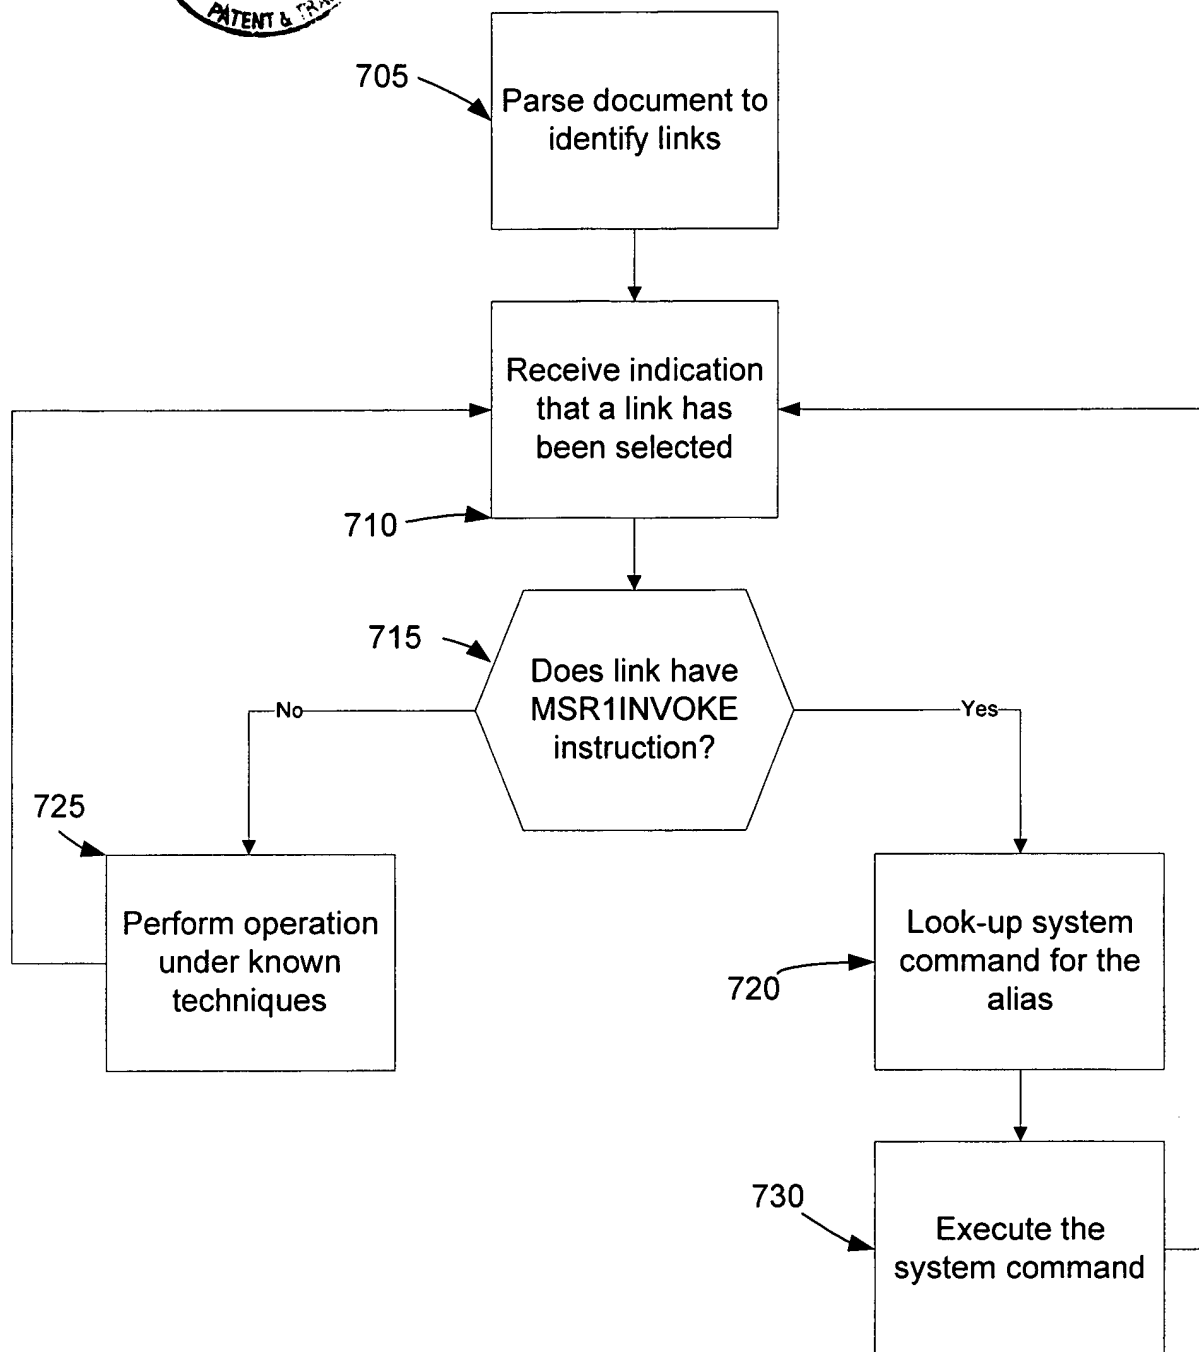 PATENT &
705
Parse document to
identify links
Receive indication
that a link has
been selected
710
715
Does link have
MSR1INVOKE
instruction?
No
Yes
725
Perform operation
under known
techniques
Look-up system
command for the
alias
720
730
Execute the
system command